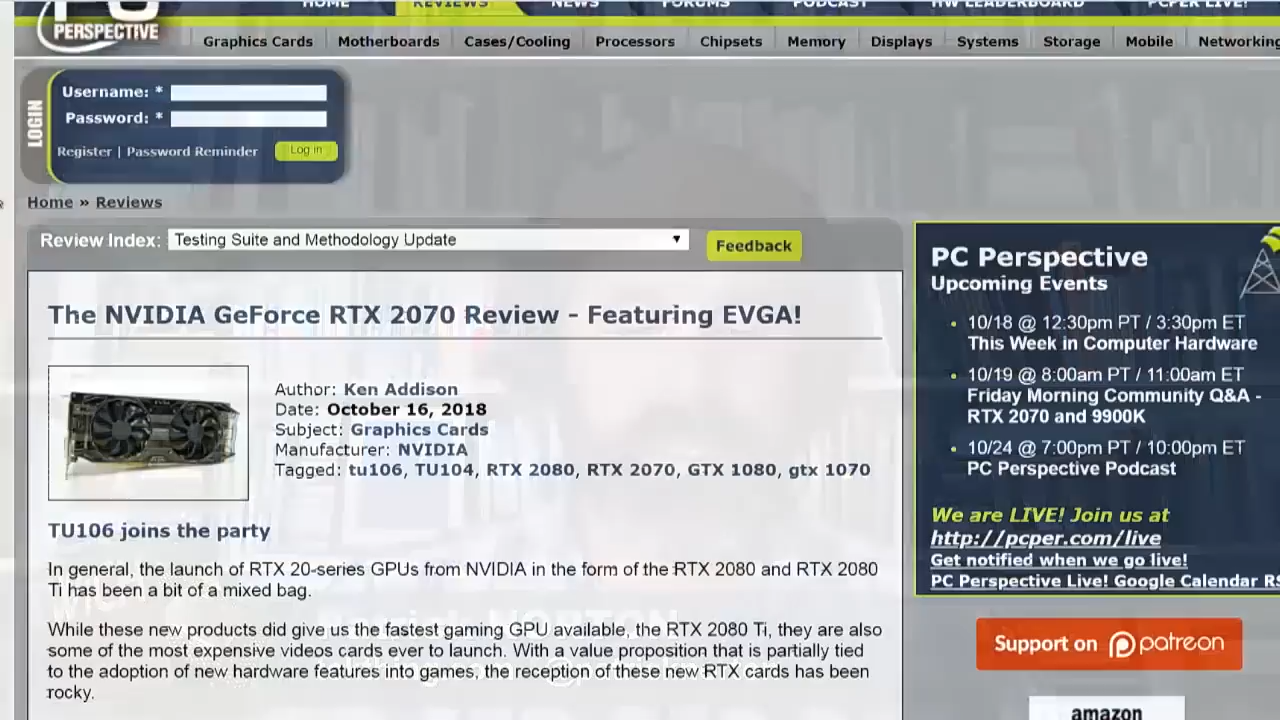 PERSPECTIVE
HOME REVIEWS NEWS FORUMS PODCAST HW LEADERBOARD PCPER LIVE!
Graphics Cards Motherboards Cases/Cooling Processors Chipsets Memory Displays Systems Storage Mobile Networking
LOGIN
Username: *
Password: *
Register | Password Reminder Log in
Home » Reviews
Review Index: Testing Suite and Methodology Update Feedback
The NVIDIA GeForce RTX 2070 Review - Featuring EVGA!
Author: Ken Addison
Date: October 16, 2018
Subject: Graphics Cards
Manufacturer: NVIDIA
Tagged: tu106, TU104, RTX 2080, RTX 2070, GTX 1080, gtx 1070
TU106 joins the party
In general, the launch of RTX 20-series GPUs from NVIDIA in the form of the RTX 2080 and RTX 2080
Ti has been a bit of a mixed bag.
While these new products did give us the fastest gaming GPU available, the RTX 2080 Ti, they are also
some of the most expensive videos cards ever to launch. With a value proposition that is partially tied
to the adoption of new hardware features into games, the reception of these new RTX cards has been
rocky.
PC Perspective
Upcoming Events
10/18 @ 12:30pm PT / 3:30pm ET
This Week in Computer Hardware
10/19 @ 8:00am PT / 11:00am ET
Friday Morning Community Q&A -
RTX 2070 and 9900K
10/24 @ 7:00pm PT / 10:00pm ET
PC Perspective Podcast
We are LIVE! Join us at
http://pcper.com/live
Get notified when we go live!
PC Perspective Live! Google Calendar RS
Support on patreon
amazon